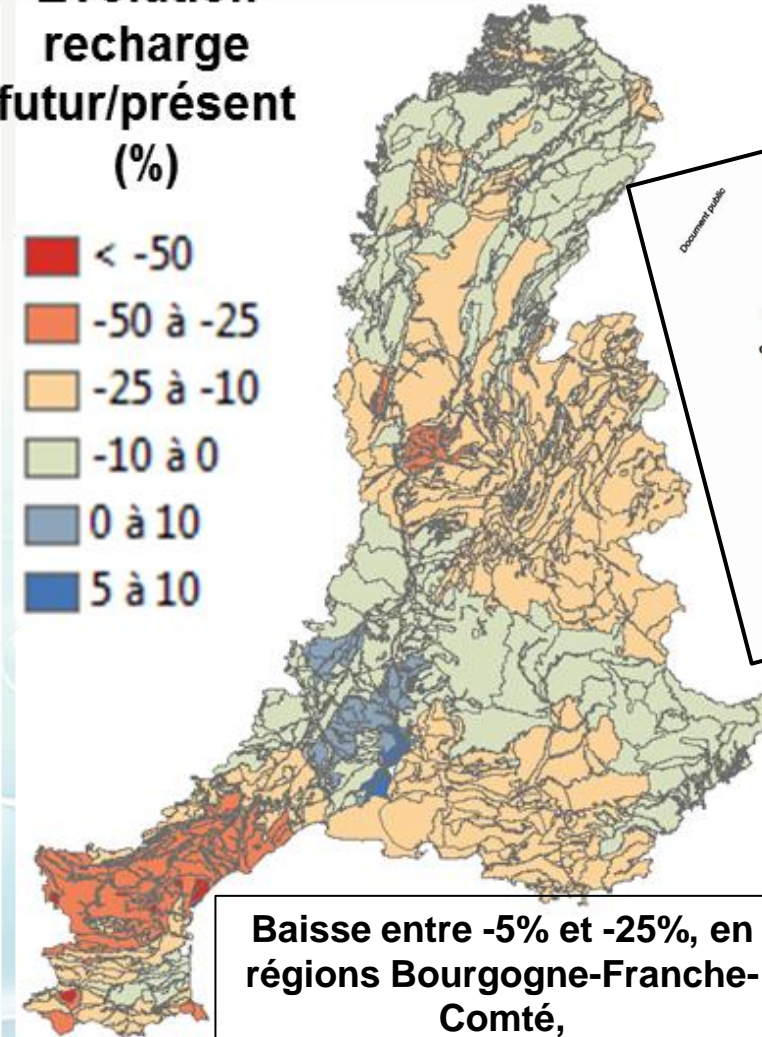 recharge
futur/présent
(%)
< -50
-50 à -25
-25 à -10
-10 à 0
0 à 10
5 à 10
Document public
Baisse entre -5% et -25%, en
régions Bourgogne-Franche-
Comté,